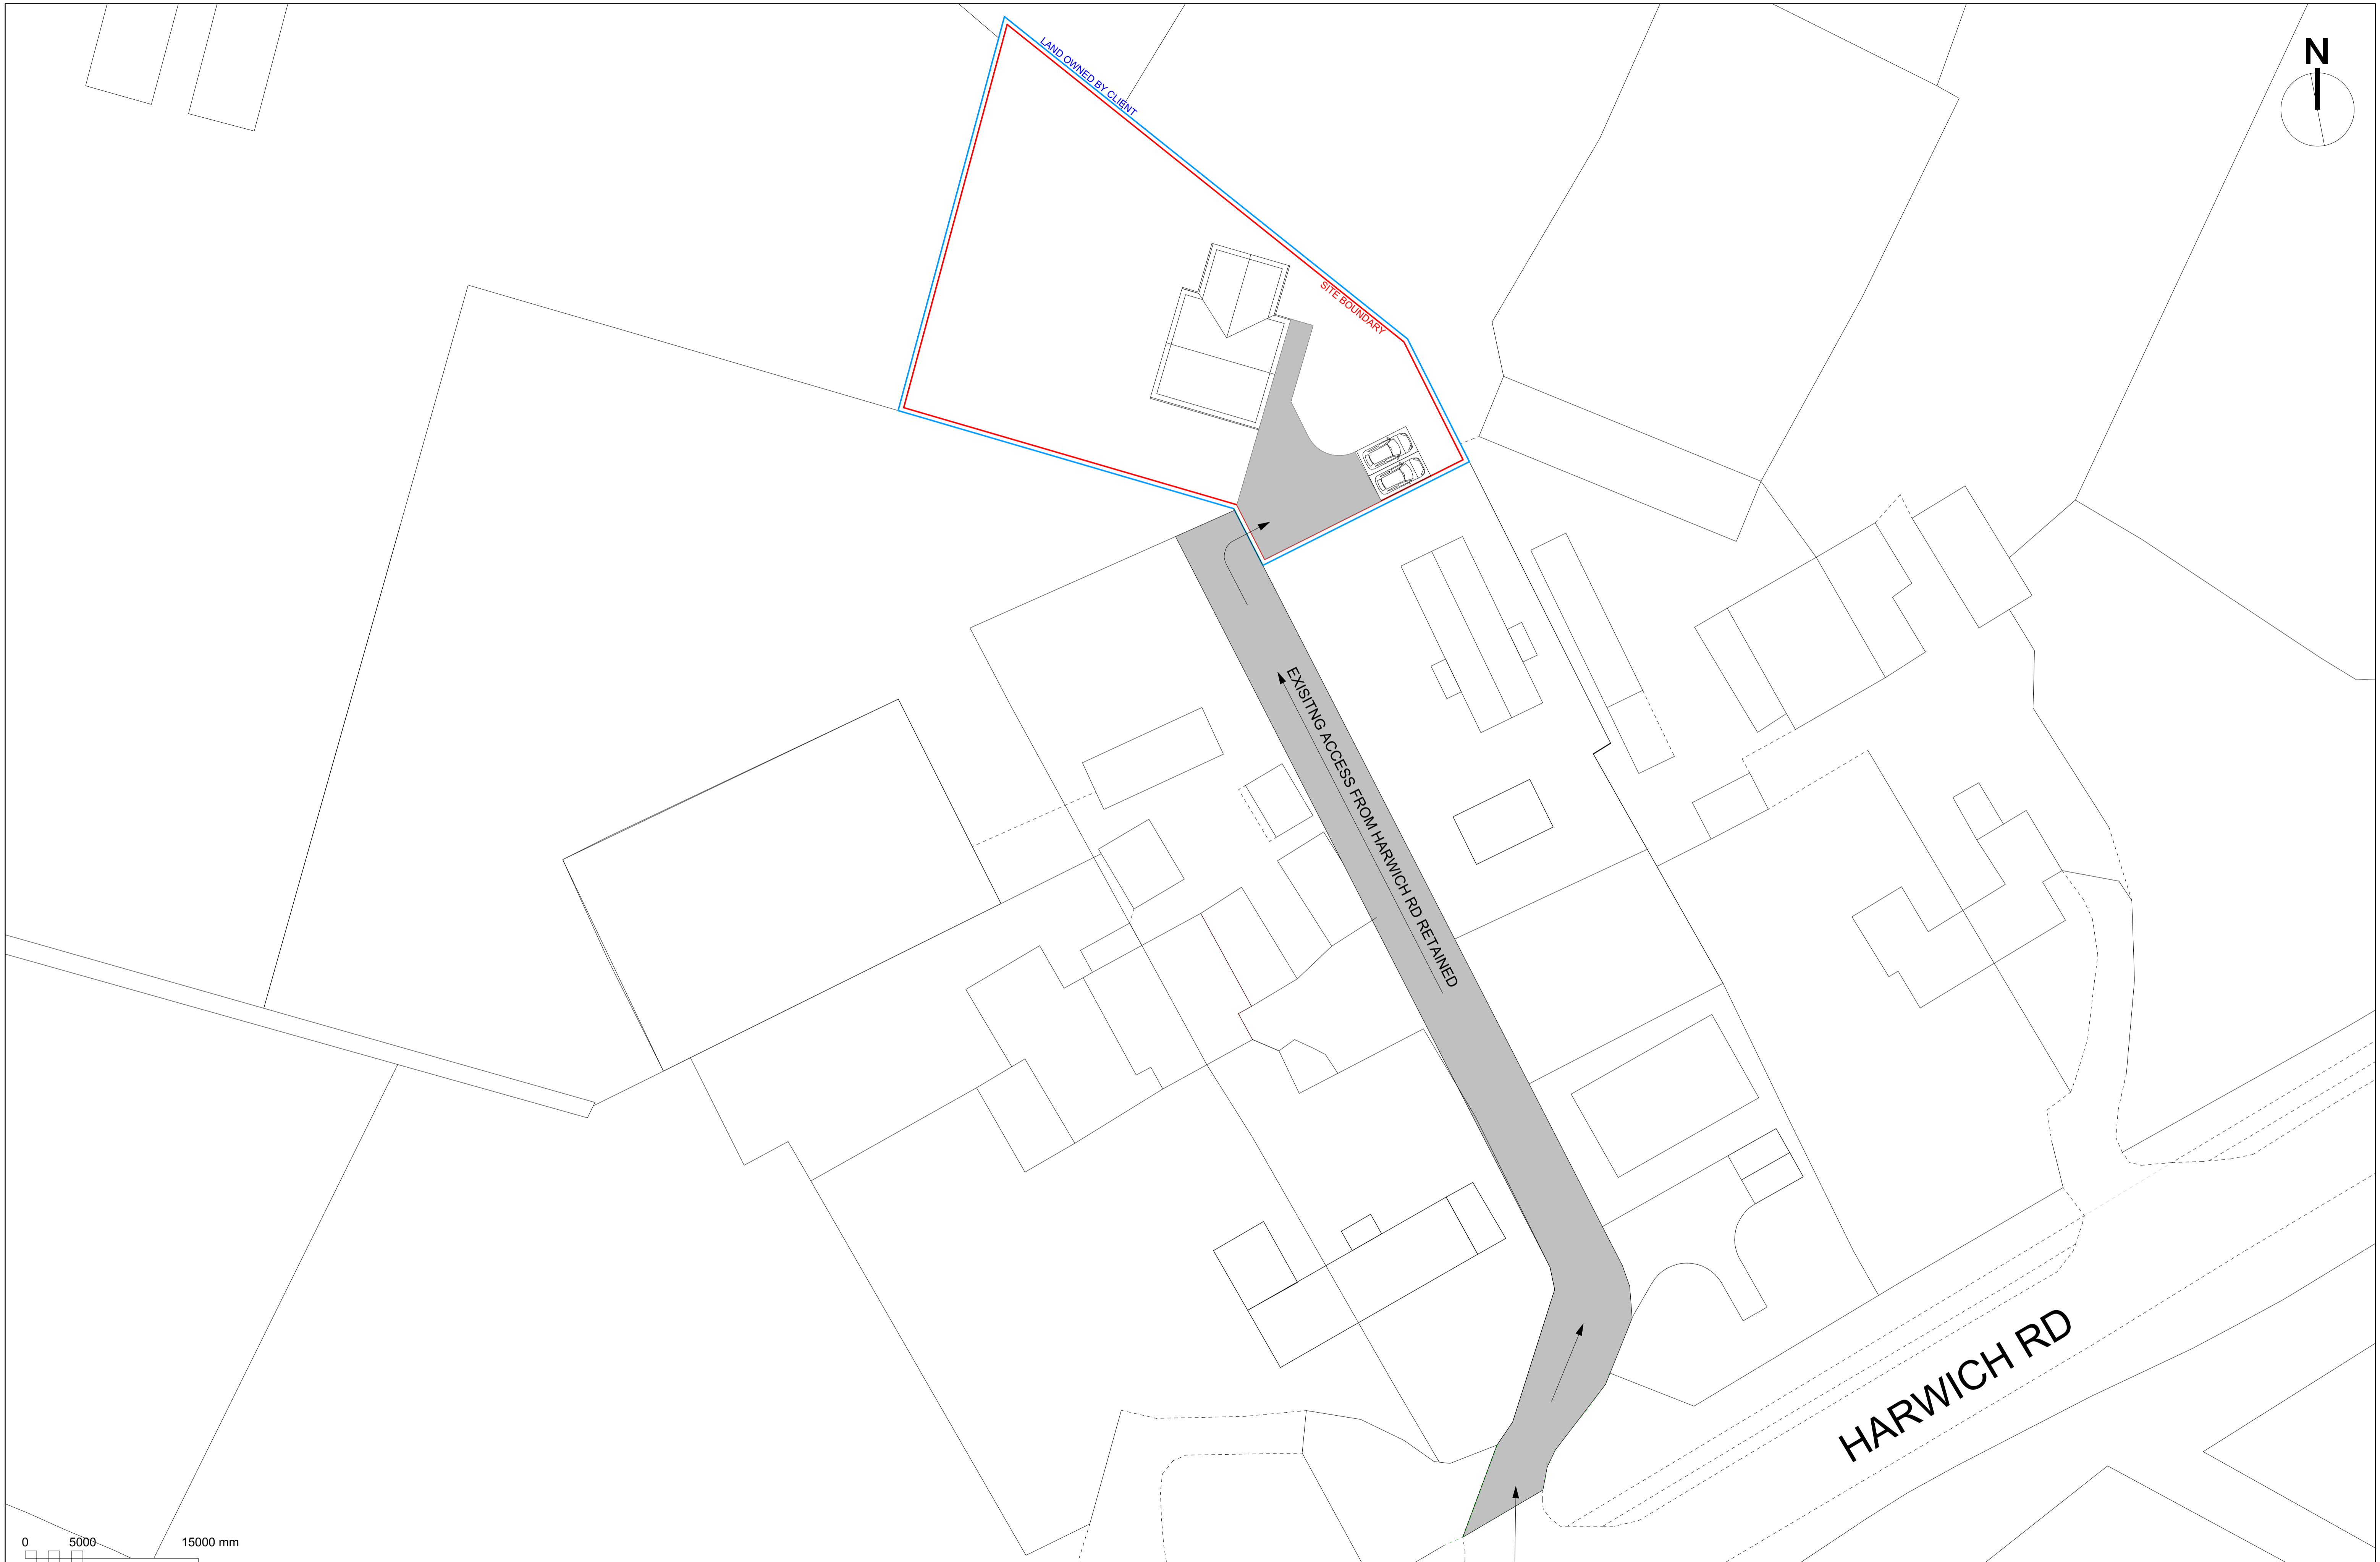 N
LAND OWNED BY CLIENT
SITE BOUNDARY
EXISITNG ACCESS FROM HARWICH RD RETAINED
HARWICH RD
0 5000 15000 mm